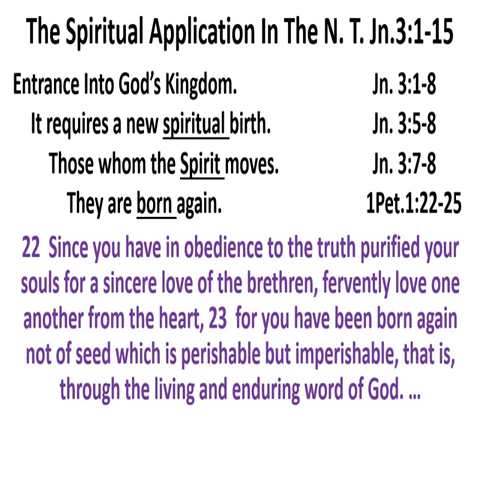 The Spiritual Application In The N. T. Jn.3:1-15
Entrance Into God's Kingdom. Jn. 3:1-8
It requires a new spiritual birth. Jn. 3:5-8
Those whom the Spirit moves. Jn. 3:7-8
They are born again. 1Pet.1:22-25
22 Since you have in obedience to the truth purified your
souls for a sincere love of the brethren, fervently love one
another from the heart, 23 for you have been born again
not of seed which is perishable but imperishable, that is,
through the living and enduring word of God. ...